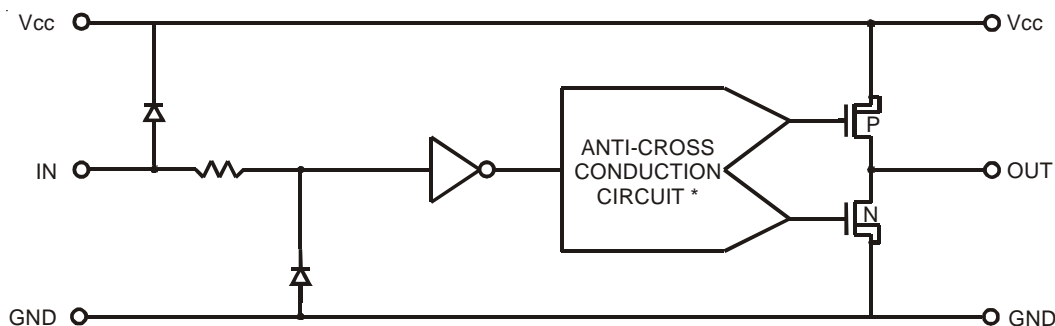 Vcc
Vcc
P
IN
ANTI-CROSS
CONDUCTION
CIRCUIT *
OUT
N
GND
GND